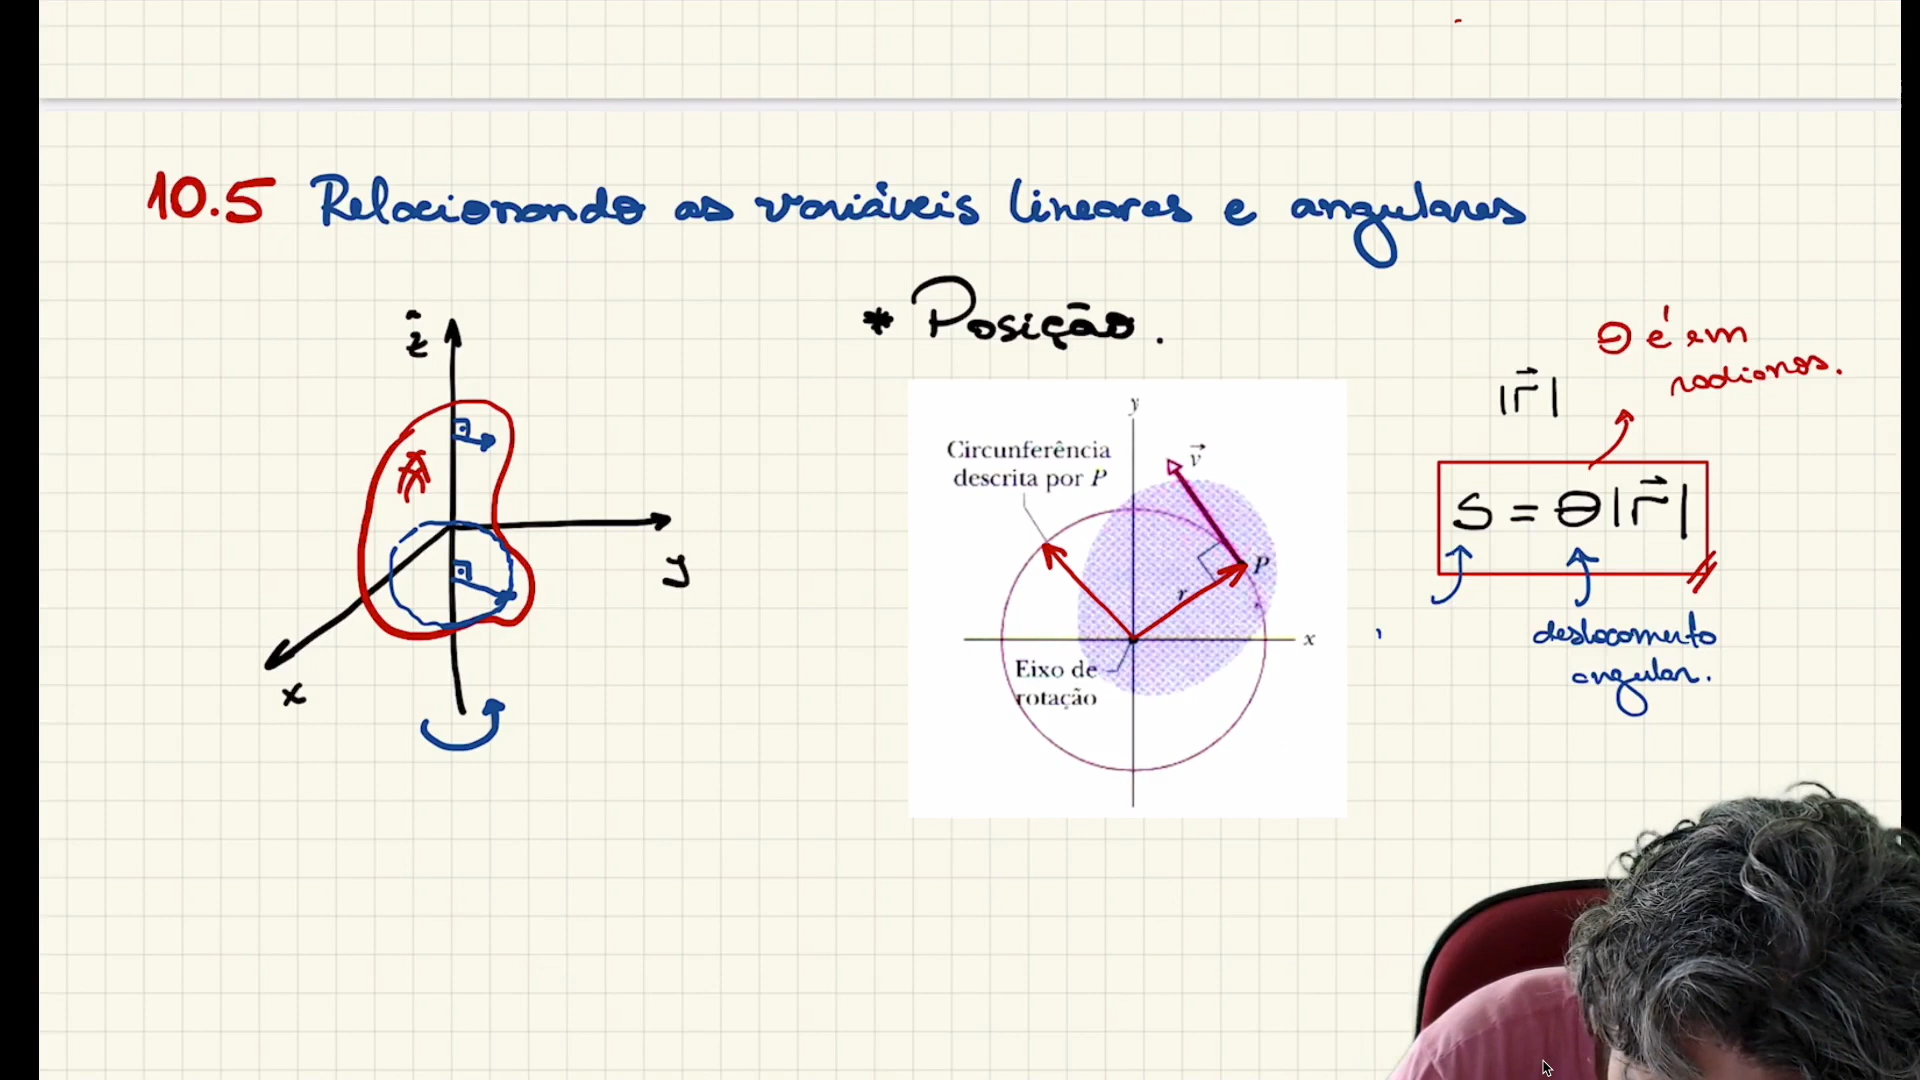 10.5 Relacionando as variáveis lineares e angulares
* Posição.
θ é em
radianos.
|r⃗|
S = θ|r⃗|
deslocamento
angular.
ẑ
y
x
y
Circunferência
descrita por P
v⃗
P
r
x
Eixo de
rotação